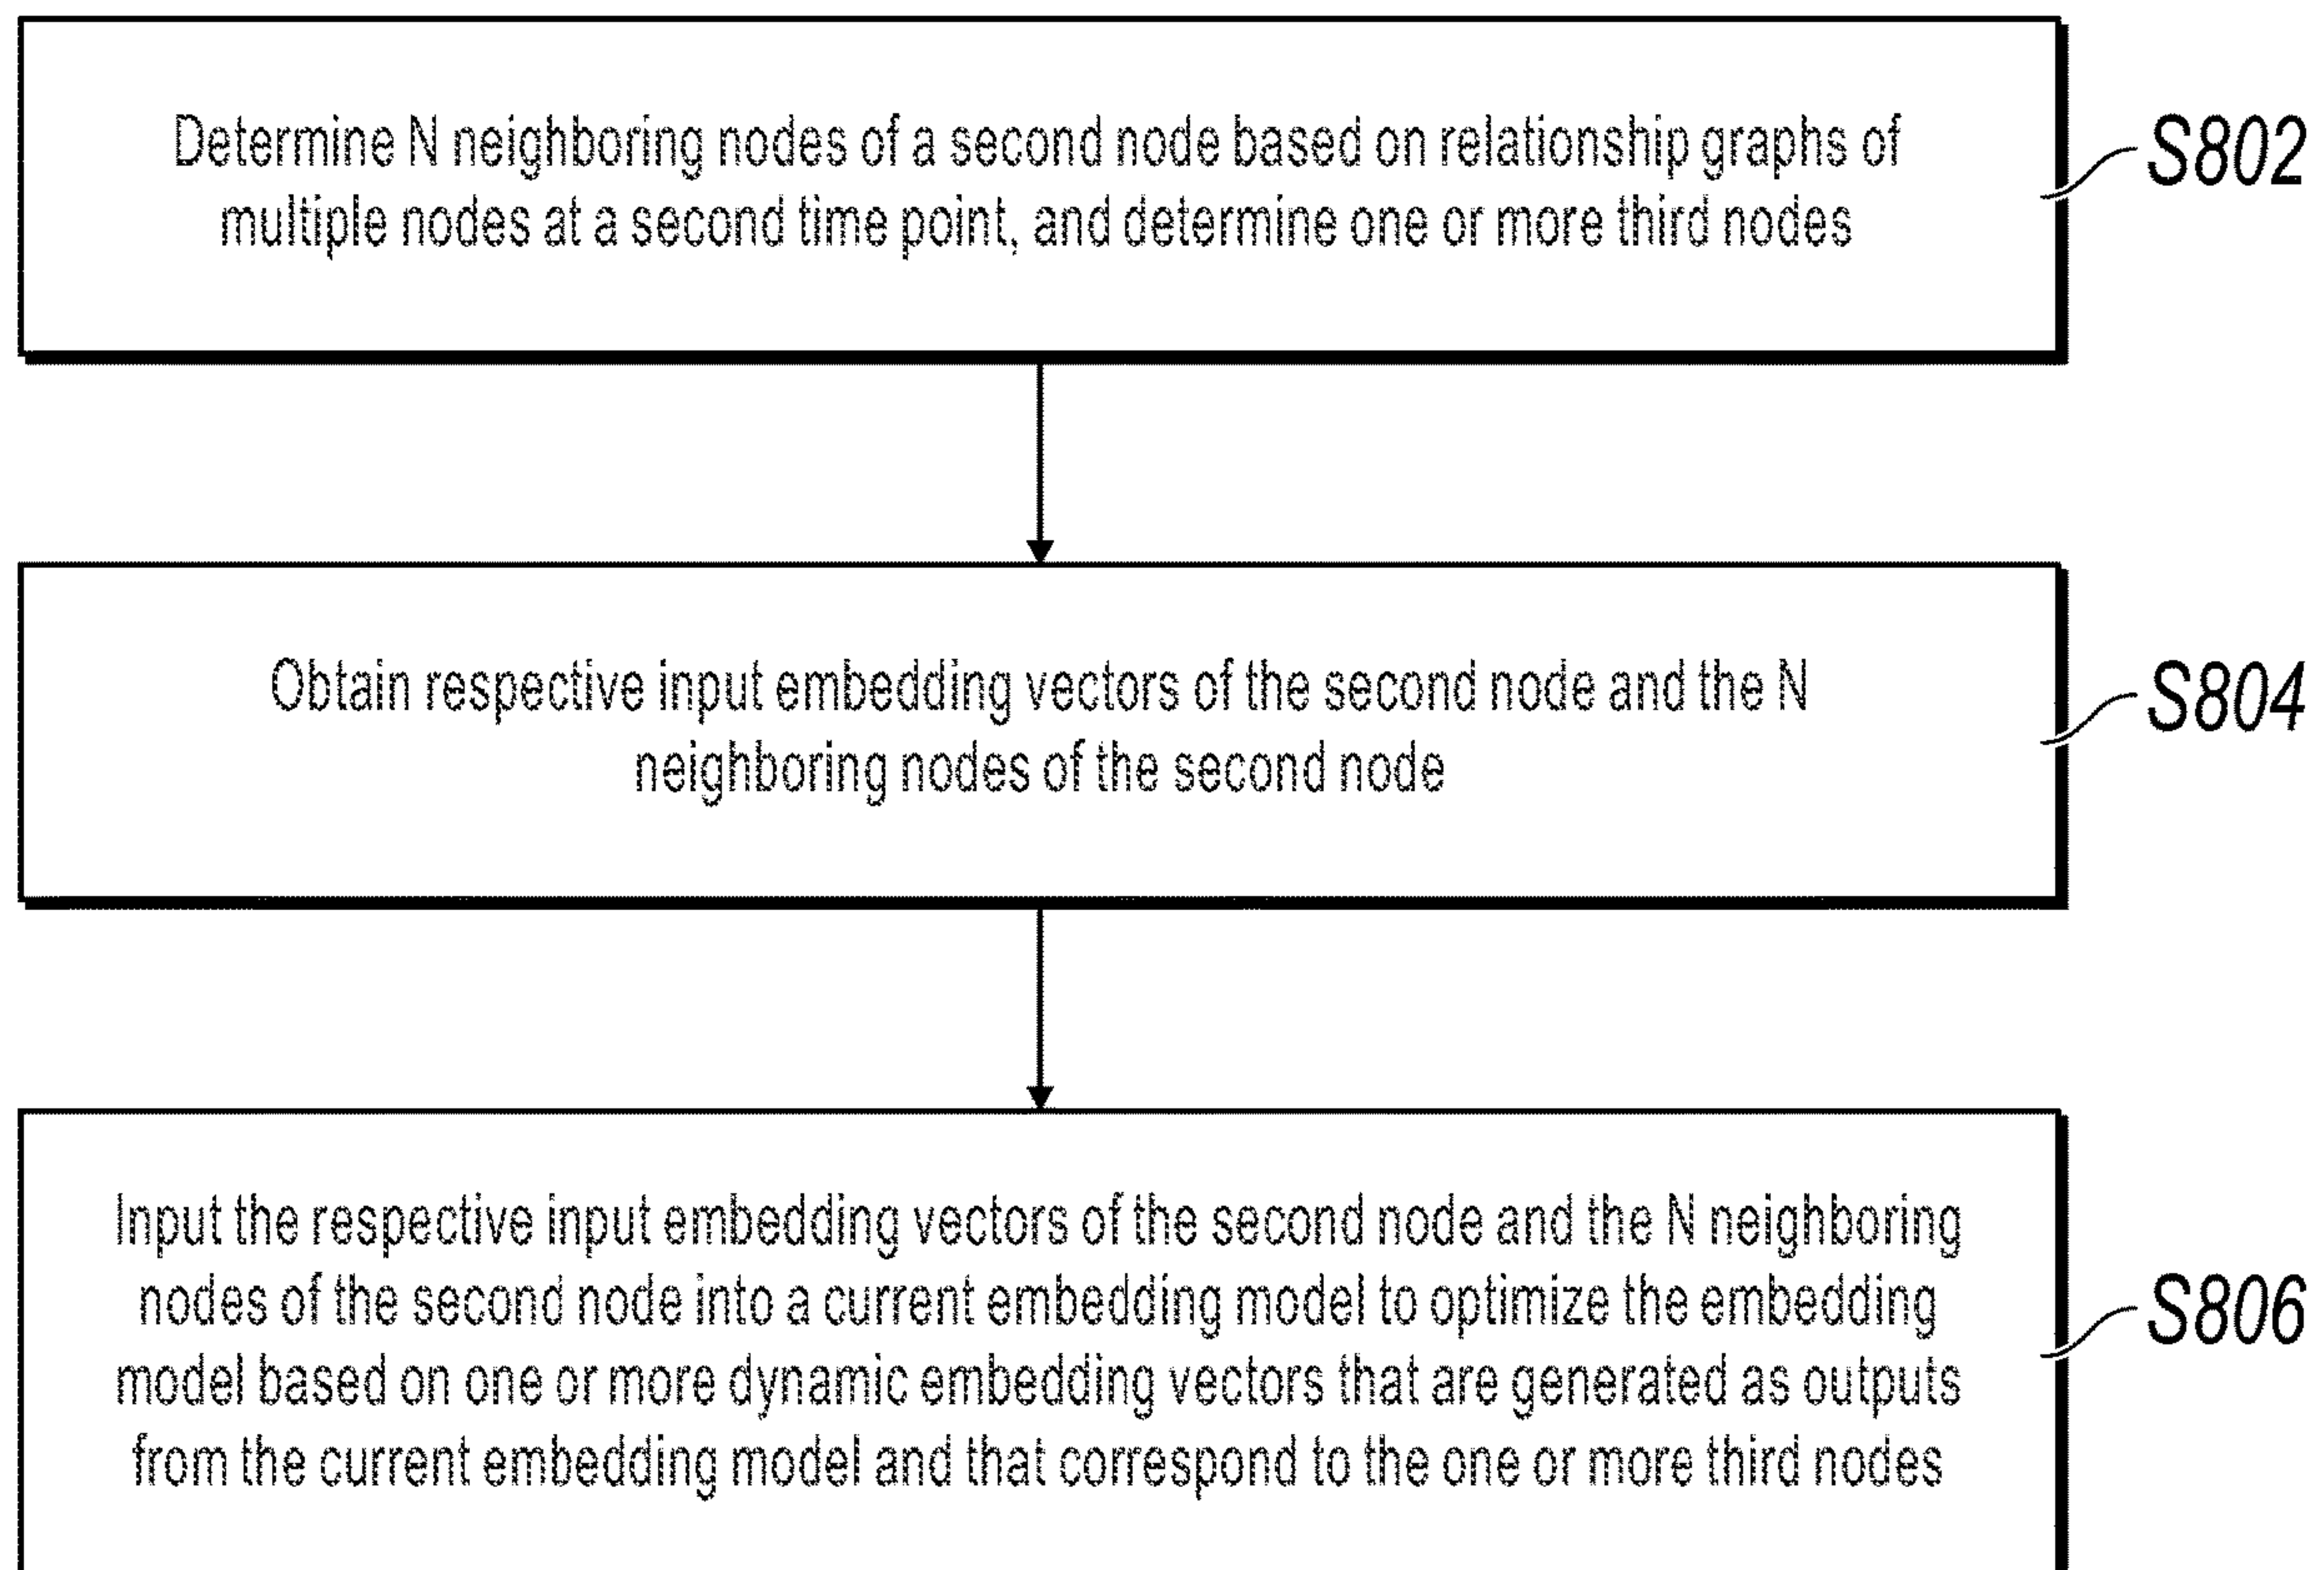 Determine N neighboring nodes of a second node based on relationship graphs of
multiple nodes at a second time point, and determine one or more third nodes
S802
Obtain respective input embedding vectors of the second node and the N
neighboring nodes of the second node
S804
Input the respective input embedding vectors of the second node and the N neighboring
nodes of the second node into a current embedding model to optimize the embedding
model based on one or more dynamic embedding vectors that are generated as outputs
from the current embedding model and that correspond to the one or more third nodes
S806